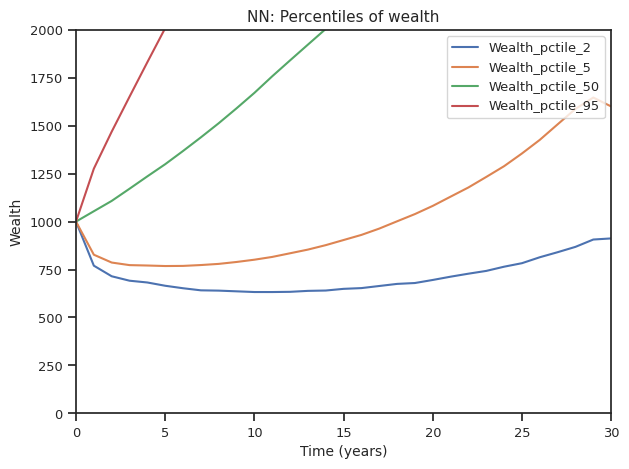 NN: Percentiles of wealth
2000
1750
1500
1250
1000
750
500
250
0
Wealth
Wealth_pctile_2
Wealth_pctile_5
Wealth_pctile_50
Wealth_pctile_95
0 5 10 15 20 25 30
Time (years)